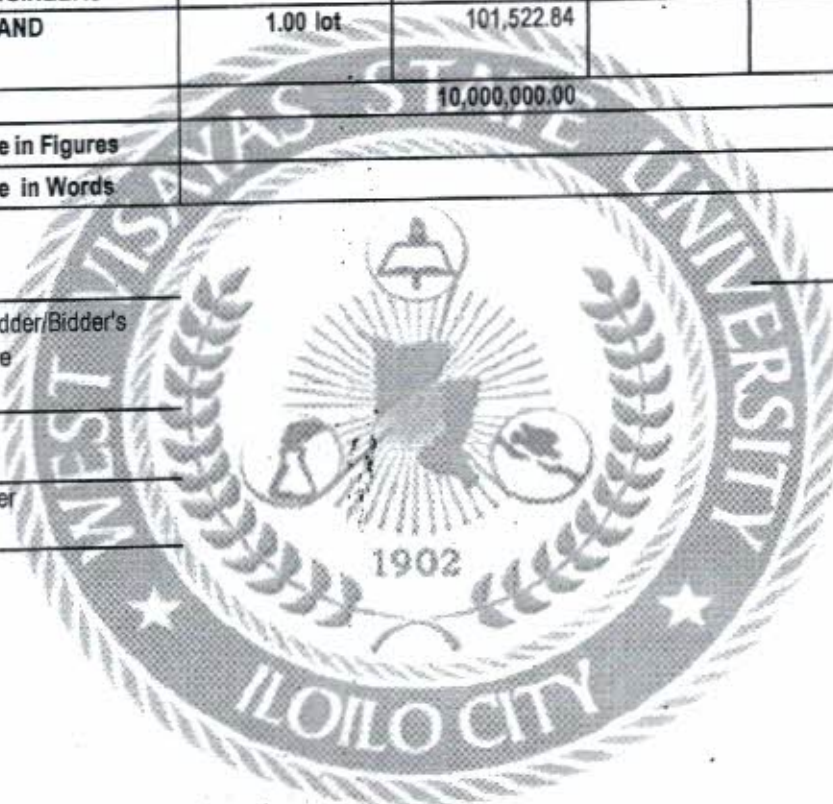 AND 1.00 lot 101,522.84
10,000,000.00
e in Figures
e in Words
dder/Bidder's
e
er
WEST VISAYAS STATE UNIVERSITY
1902
ILOILO CITY